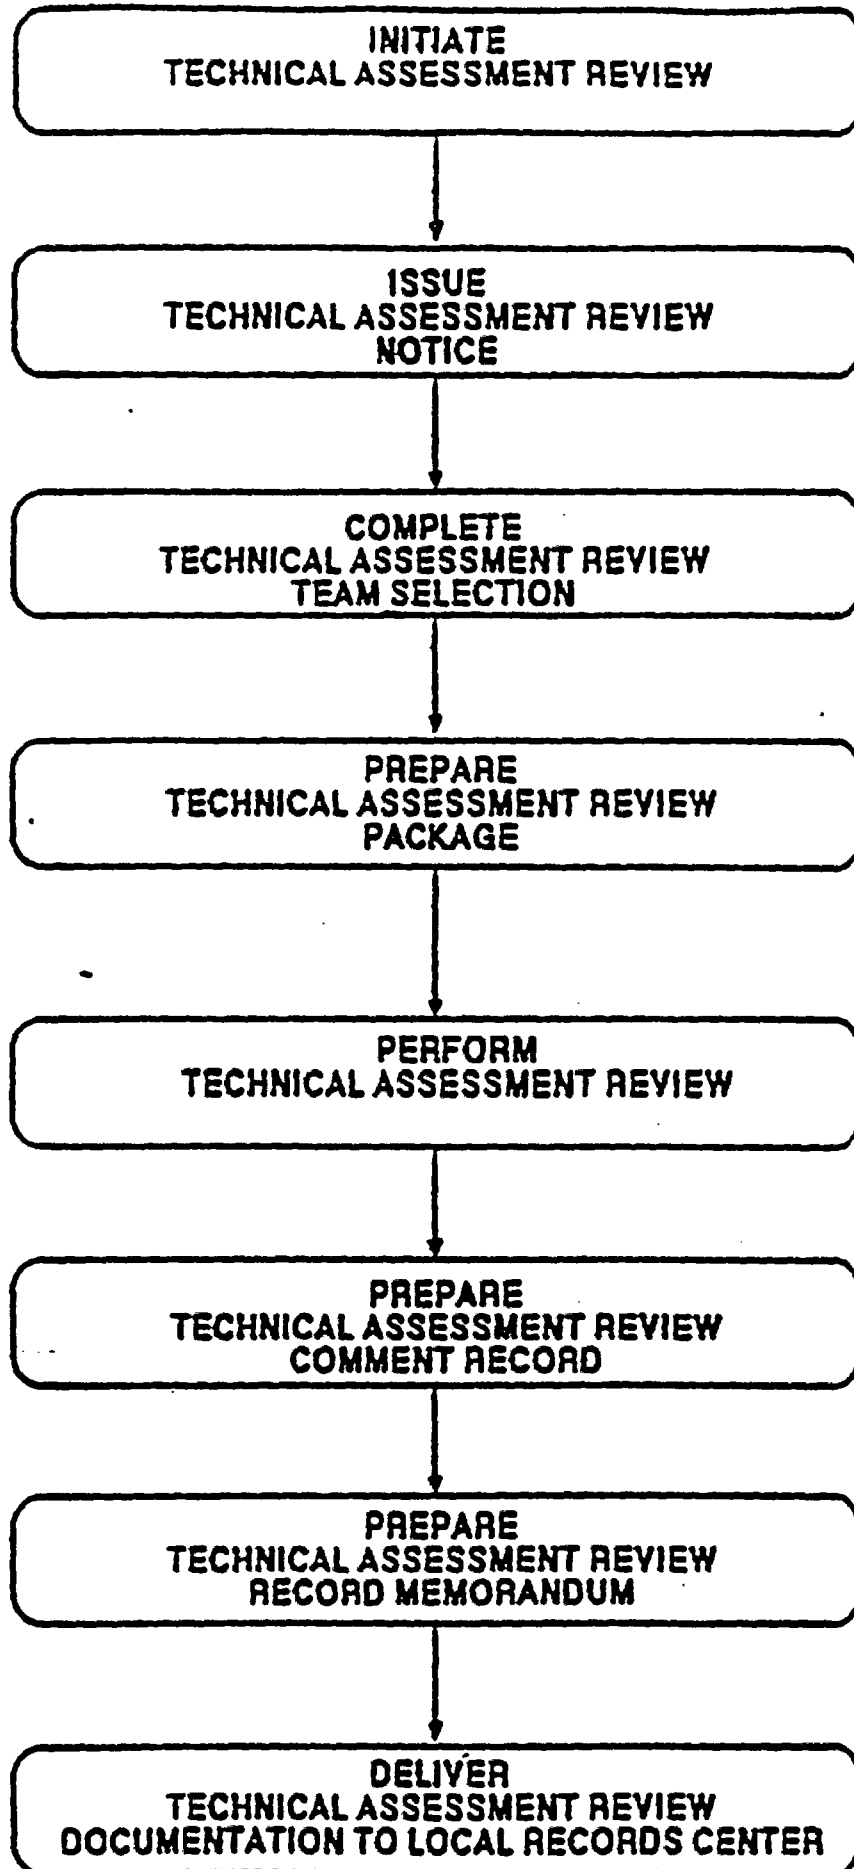 INITIATE
TECHNICAL ASSESSMENT REVIEW
ISSUE
TECHNICAL ASSESSMENT REVIEW
NOTICE
COMPLETE
TECHNICAL ASSESSMENT REVIEW
TEAM SELECTION
PREPARE
TECHNICAL ASSESSMENT REVIEW
PACKAGE
PERFORM
TECHNICAL ASSESSMENT REVIEW
PREPARE
TECHNICAL ASSESSMENT REVIEW
COMMENT RECORD
PREPARE
TECHNICAL ASSESSMENT REVIEW
RECORD MEMORANDUM
DELIVER
TECHNICAL ASSESSMENT REVIEW
DOCUMENTATION TO LOCAL RECORDS CENTER